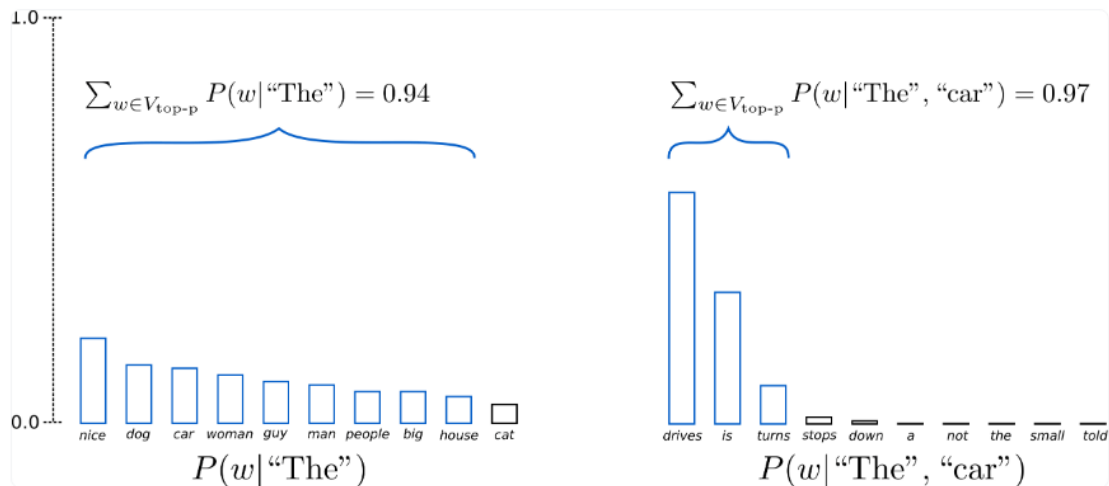 1.0
∑w∈Vtop-p P(w|“The”) = 0.94
∑w∈Vtop-p P(w|“The”, “car”) = 0.97
0.0
nice dog car woman guy man people big house cat
drives is turns stops down a not the small told
P(w|“The”)
P(w|“The”, “car”)